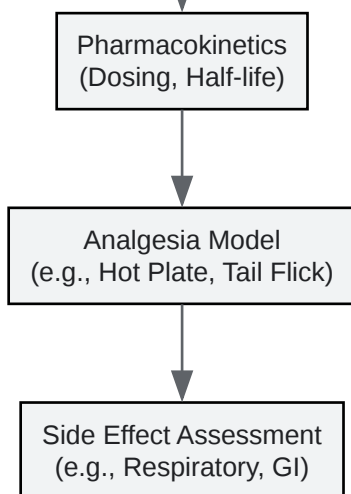 Pharmacokinetics
(Dosing, Half-life)
Analgesia Model
(e.g., Hot Plate, Tail Flick)
Side Effect Assessment
(e.g., Respiratory, GI)